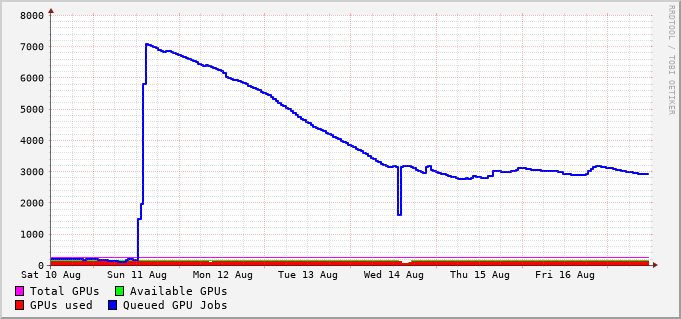 8000
7000
6000
5000
4000
3000
2000
1000
0
Sat 10 Aug Sun 11 Aug Mon 12 Aug Tue 13 Aug Wed 14 Aug Thu 15 Aug Fri 16 Aug
Total GPUs Available GPUs
GPUs used Queued GPU Jobs
RRDTOOL / TOBI OETIKER